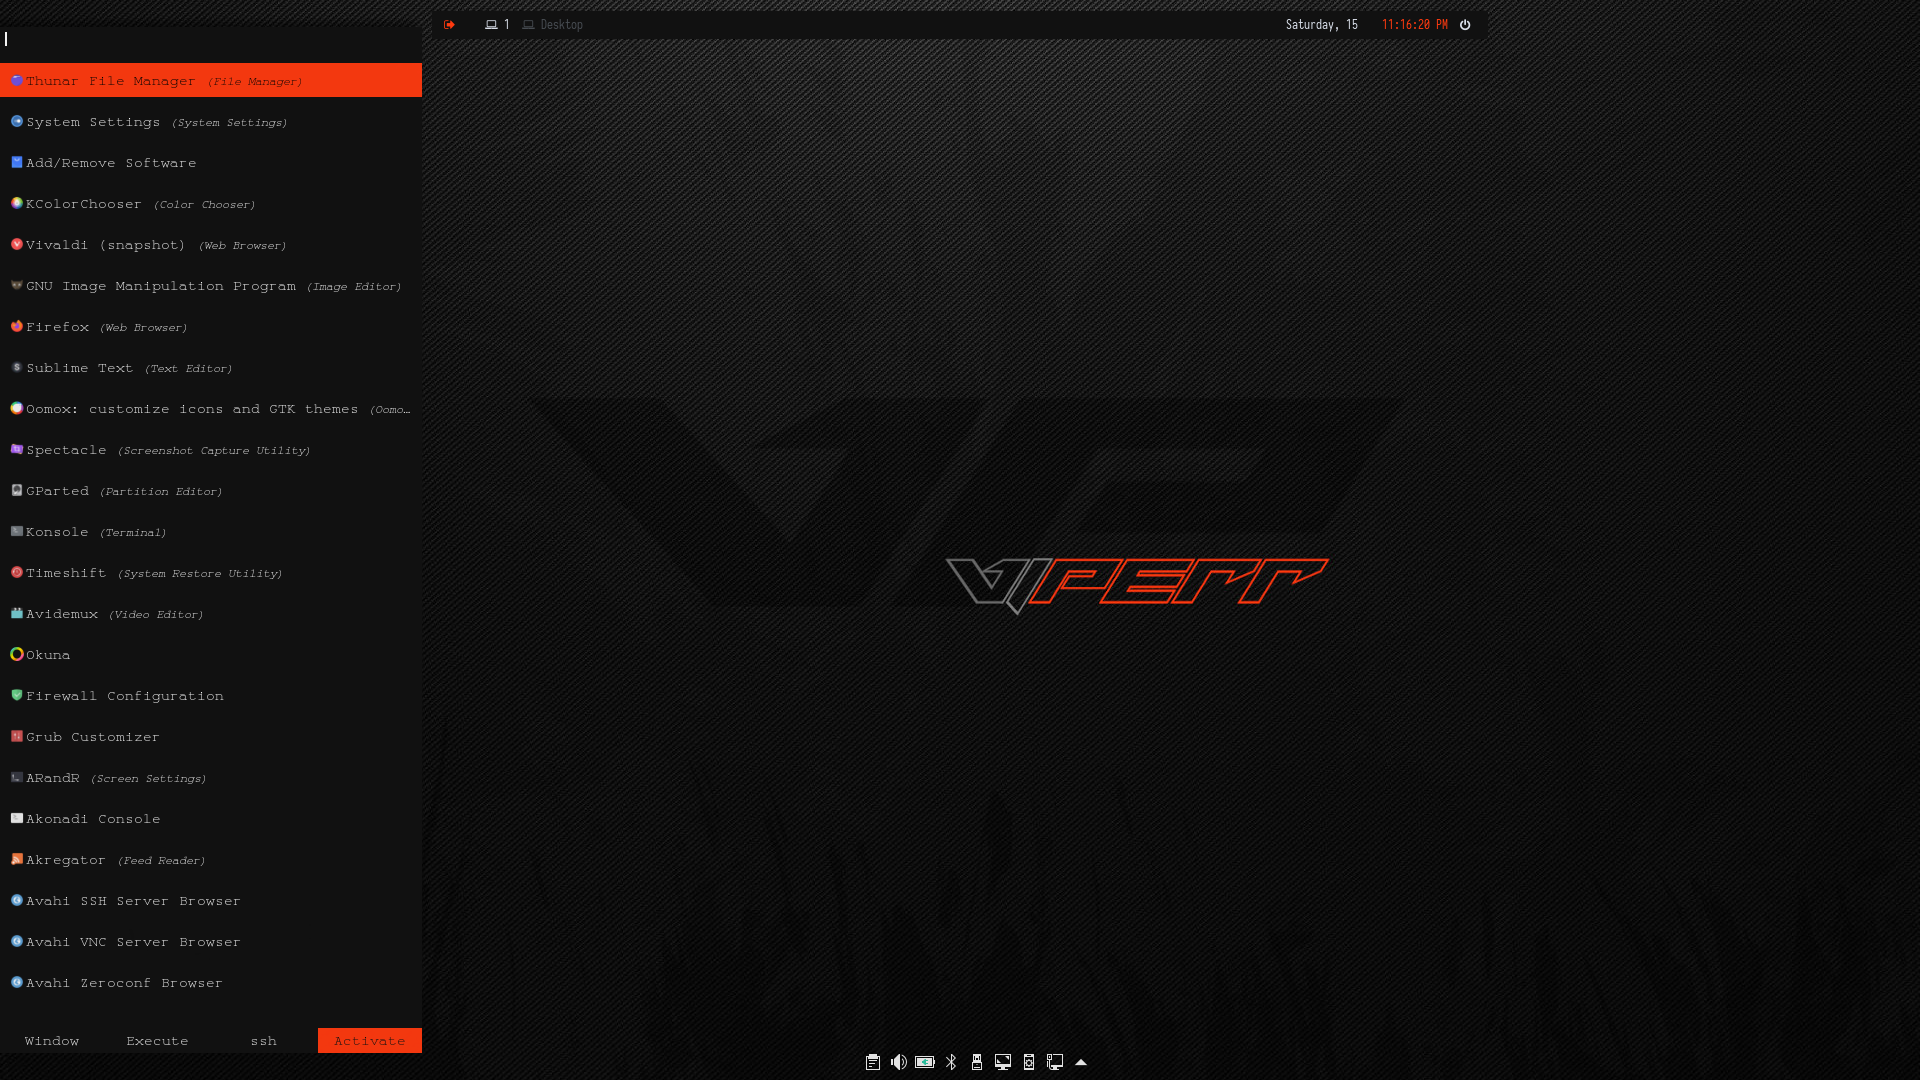 1 Desktop
Saturday, 15 11:16:20 PM
Thunar File Manager (File Manager)
System Settings (System Settings)
Add/Remove Software
KColorChooser (Color Chooser)
Vivaldi (snapshot) (Web Browser)
GNU Image Manipulation Program (Image Editor)
Firefox (Web Browser)
Sublime Text (Text Editor)
Oomox: customize icons and GTK themes (Oomo…
Spectacle (Screenshot Capture Utility)
GParted (Partition Editor)
Konsole (Terminal)
Timeshift (System Restore Utility)
Avidemux (Video Editor)
Okuna
Firewall Configuration
Grub Customizer
ARandR (Screen Settings)
Akonadi Console
Akregator (Feed Reader)
Avahi SSH Server Browser
Avahi VNC Server Browser
Avahi Zeroconf Browser
Window Execute ssh Activate
VIPErr